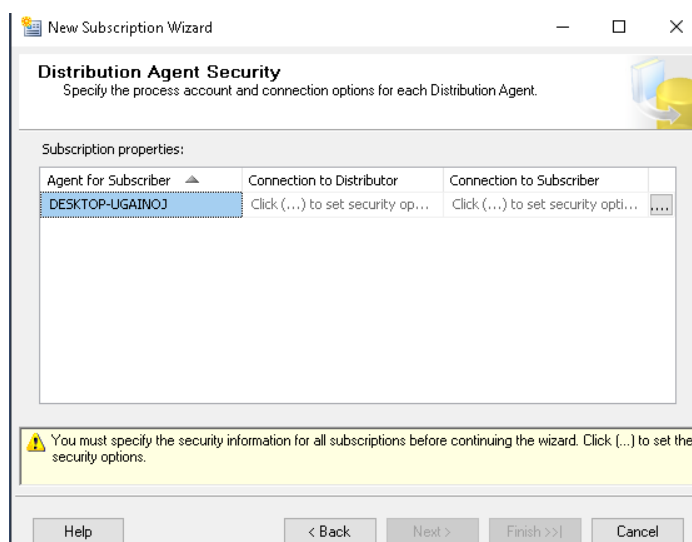 New Subscription Wizard
Distribution Agent Security
Specify the process account and connection options for each Distribution Agent.
Subscription properties:
Agent for Subscriber Connection to Distributor Connection to Subscriber
DESKTOP-UGAINOJ Click (...) to set security op... Click (...) to set security opti... ....
You must specify the security information for all subscriptions before continuing the wizard. Click (...) to set the
security options.
Help < Back Next > Finish >>| Cancel